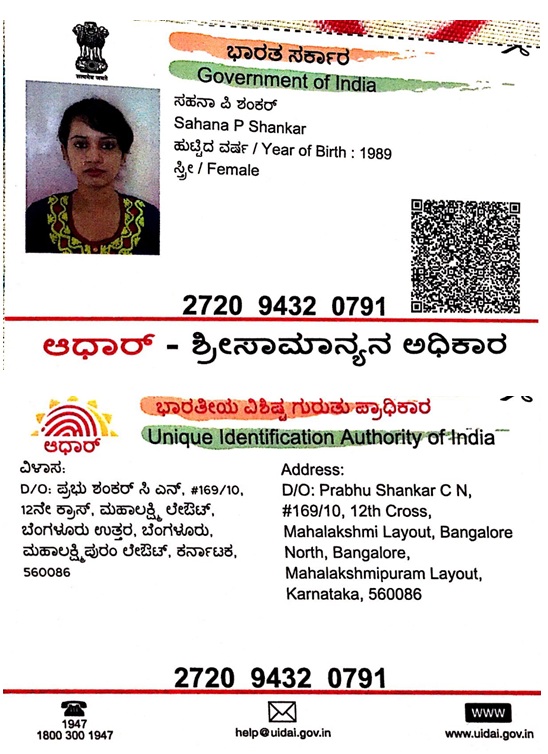 ಭಾರತ ಸರ್ಕಾರ
Government of India
ಸಹನಾ ಪಿ ಶಂಕರ್
Sahana P Shankar
ಹುಟ್ಟಿದ ವರ್ಷ / Year of Birth : 1989
ಸ್ತ್ರೀ / Female
2720 9432 0791
ಆಧಾರ್ - ಶ್ರೀಸಾಮಾನ್ಯನ ಅಧಿಕಾರ
ಭಾರತೀಯ ವಿಶಿಷ್ಟ ಗುರುತು ಪ್ರಾಧಿಕಾರ
Unique Identification Authority of India
ಆಧಾರ್
ವಿಳಾಸ:
D/O: ಪ್ರಭು ಶಂಕರ್ ಸಿ ಎನ್, #169/10,
12ನೇ ಕ್ರಾಸ್, ಮಹಾಲಕ್ಷ್ಮಿ ಲೇಔಟ್,
ಬೆಂಗಳೂರು ಉತ್ತರ, ಬೆಂಗಳೂರು,
ಮಹಾಲಕ್ಷ್ಮಿಪುರಂ ಲೇಔಟ್, ಕರ್ನಾಟಕ,
560086
Address:
D/O: Prabhu Shankar C N,
#169/10, 12th Cross,
Mahalakshmi Layout, Bangalore
North, Bangalore,
Mahalakshmipuram Layout,
Karnataka, 560086
2720 9432 0791
1947
1800 300 1947
help@uidai.gov.in
WWW
www.uidai.gov.in